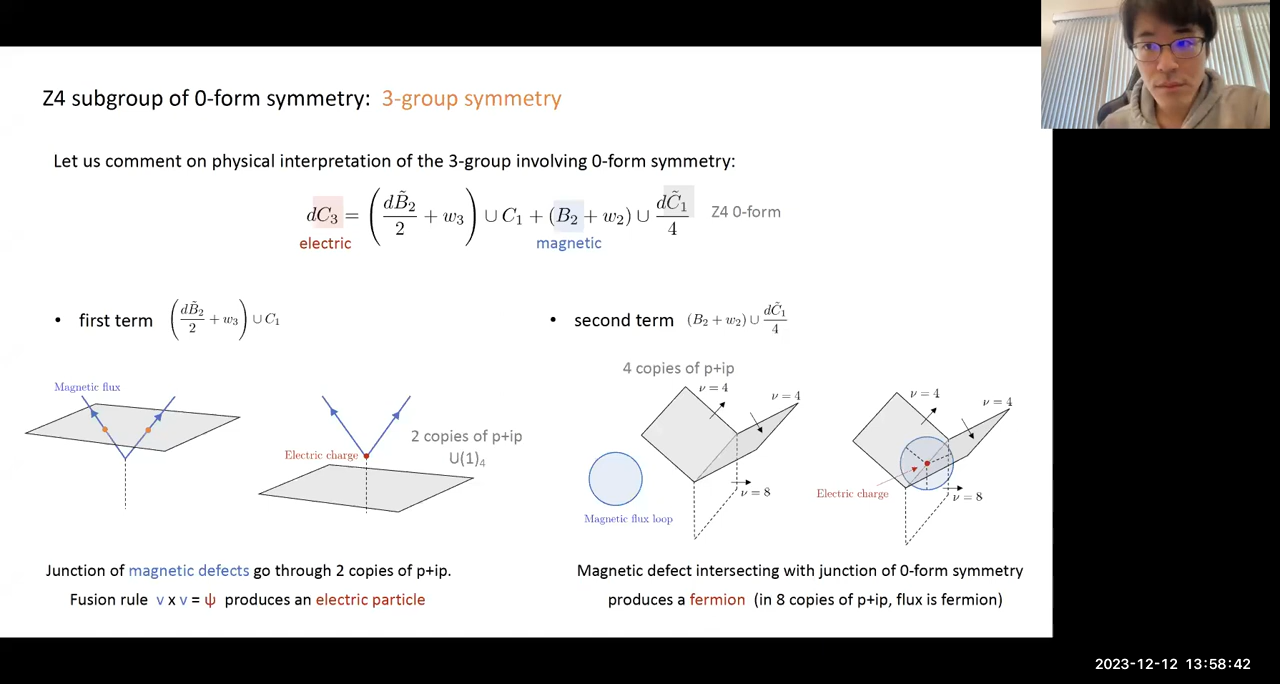 Z4 subgroup of 0-form symmetry: 3-group symmetry
Let us comment on physical interpretation of the 3-group involving 0-form symmetry:
dC₃ = (dB̃₂/2 + w₃) ∪ C₁ + (B₂ + w₂) ∪ dC̃₁/4 Z4 0-form
electric magnetic
• first term (dB̃₂/2 + w₃) ∪ C₁
• second term (B₂ + w₂) ∪ dC̃₁/4
Magnetic flux
Electric charge
2 copies of p+ip
U(1)₄
4 copies of p+ip
ν = 4
ν = 4
ν = 8
Magnetic flux loop
ν = 4
ν = 4
ν = 8
Electric charge
Junction of magnetic defects go through 2 copies of p+ip.
Fusion rule v x v = ψ produces an electric particle
Magnetic defect intersecting with junction of 0-form symmetry
produces a fermion (in 8 copies of p+ip, flux is fermion)
2023-12-12 13:58:42